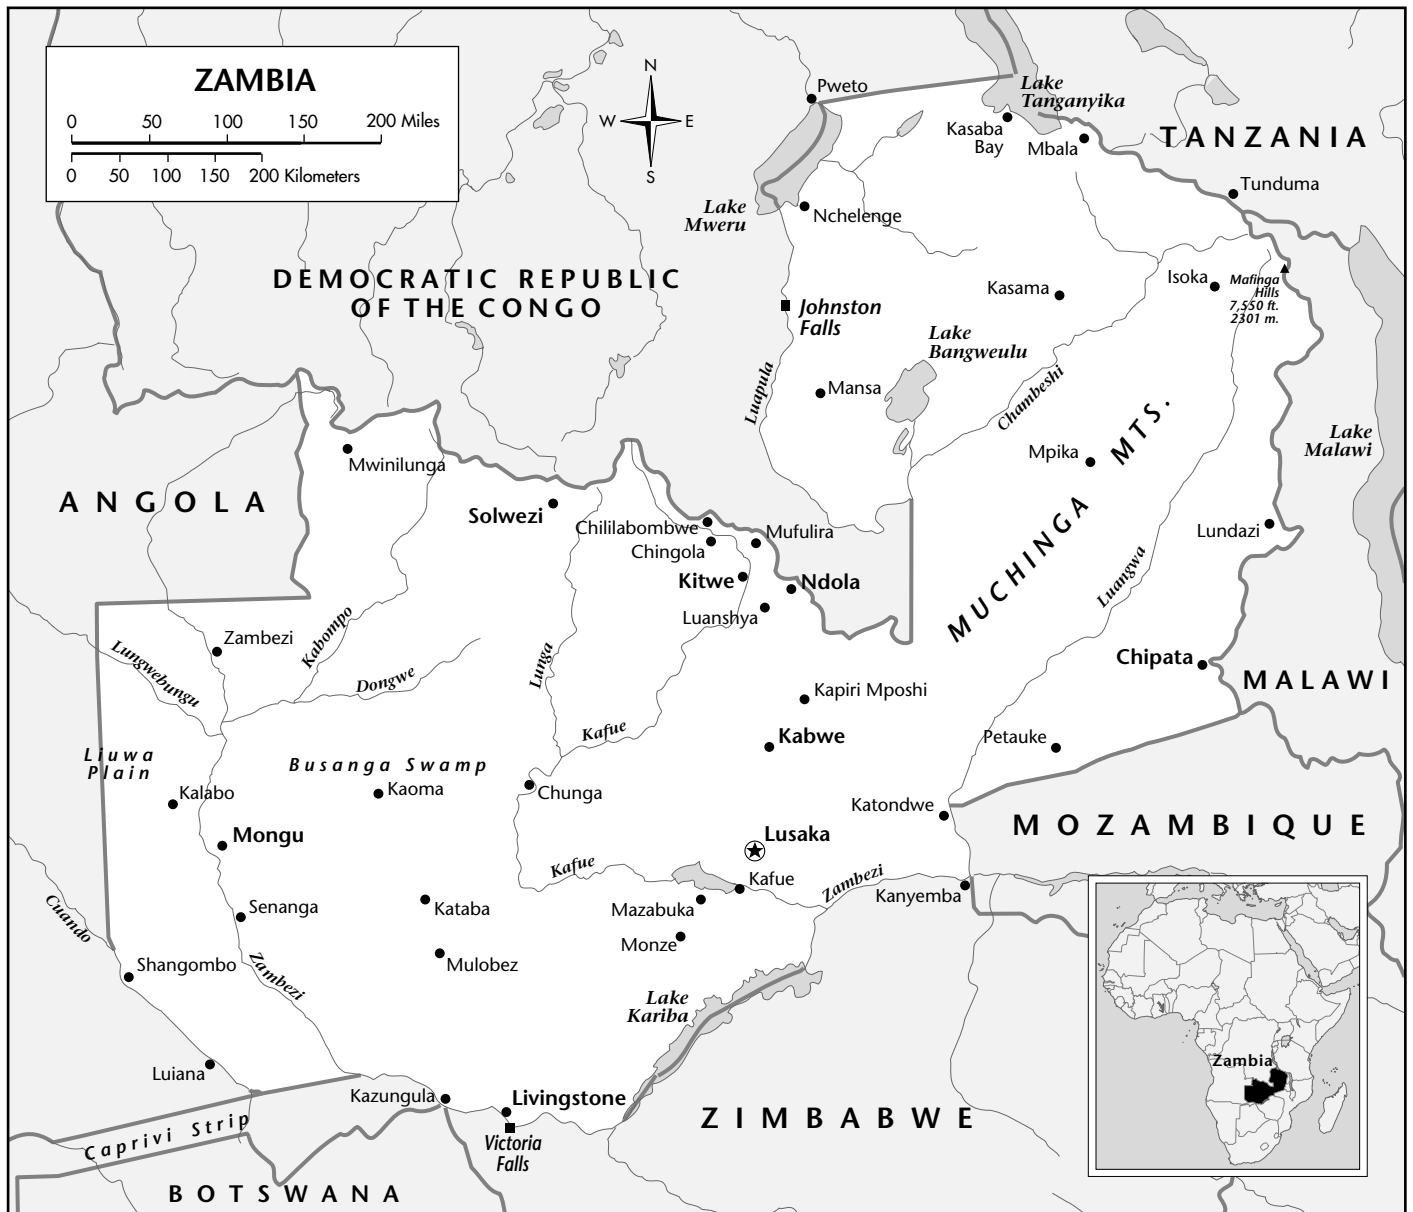 ZAMBIA
0 50 100 150 200 Miles
0 50 100 150 200 Kilometers
N
W E
S
Pweto
Lake
Tanganyika
Kasaba
Bay
Mbala
TANZANIA
Tunduma
Lake
Mweru
Nchelenge
DEMOCRATIC REPUBLIC
OF THE CONGO
Johnston
Falls
Kasama
Isoka
Mafinga
Hills
7,550 ft.
2301 m.
Lake
Bangweulu
Luapula
Mansa
Chambeshi
MUCHINGA MTS.
Mpika
Lake
Malawi
Mwinilunga
ANGOLA
Solwezi
Chililabombwe
Chingola
Mufulira
Kitwe
Ndola
Luanshya
Lundazi
Luangwa
Zambezi
Kabompo
Lungwebungu
Dongwe
Lunga
Kafue
Kapiri Mposhi
Kabwe
Chipata
MALAWI
Petauke
Liuwa
Plain
Busanga Swamp
Kalabo
Kaoma
Chunga
Katondwe
MOZAMBIQUE
Mongu
Lusaka
Kafue
Kafue
Zambezi
Kanyemba
Cuando
Senanga
Kataba
Mazabuka
Monze
Shangombo
Zambezi
Mulobez
Lake
Kariba
Luiana
Kazungula
Livingstone
Victoria
Falls
ZIMBABWE
Caprivi Strip
BOTSWANA
Zambia